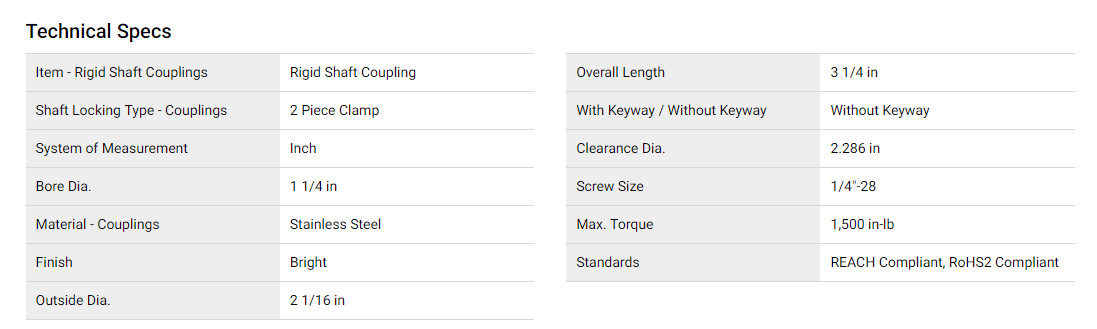 Technical Specs
Item - Rigid Shaft Couplings Rigid Shaft Coupling
Shaft Locking Type - Couplings 2 Piece Clamp
System of Measurement Inch
Bore Dia. 1 1/4 in
Material - Couplings Stainless Steel
Finish Bright
Outside Dia. 2 1/16 in
Overall Length 3 1/4 in
With Keyway / Without Keyway Without Keyway
Clearance Dia. 2.286 in
Screw Size 1/4"-28
Max. Torque 1,500 in-lb
Standards REACH Compliant, RoHS2 Compliant